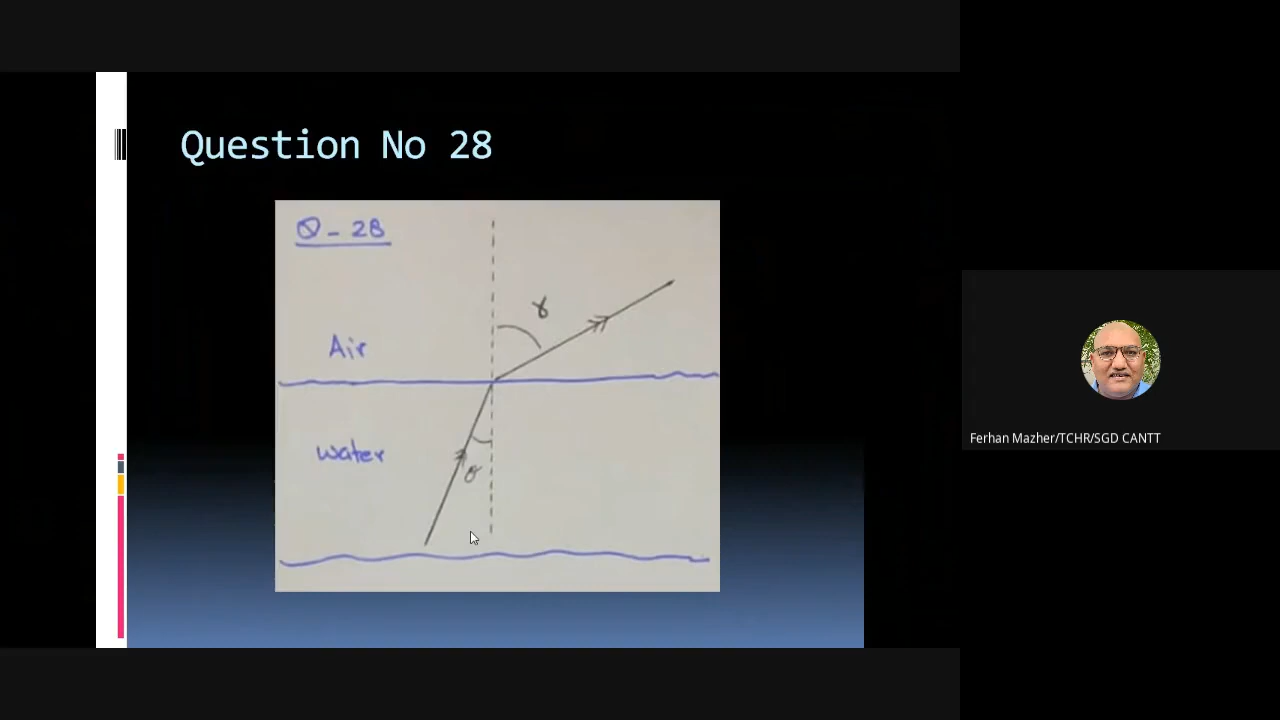 Question No 28
Q - 28
γ
Air
water
θ
Ferhan Mazher/TCHR/SGD CANTT